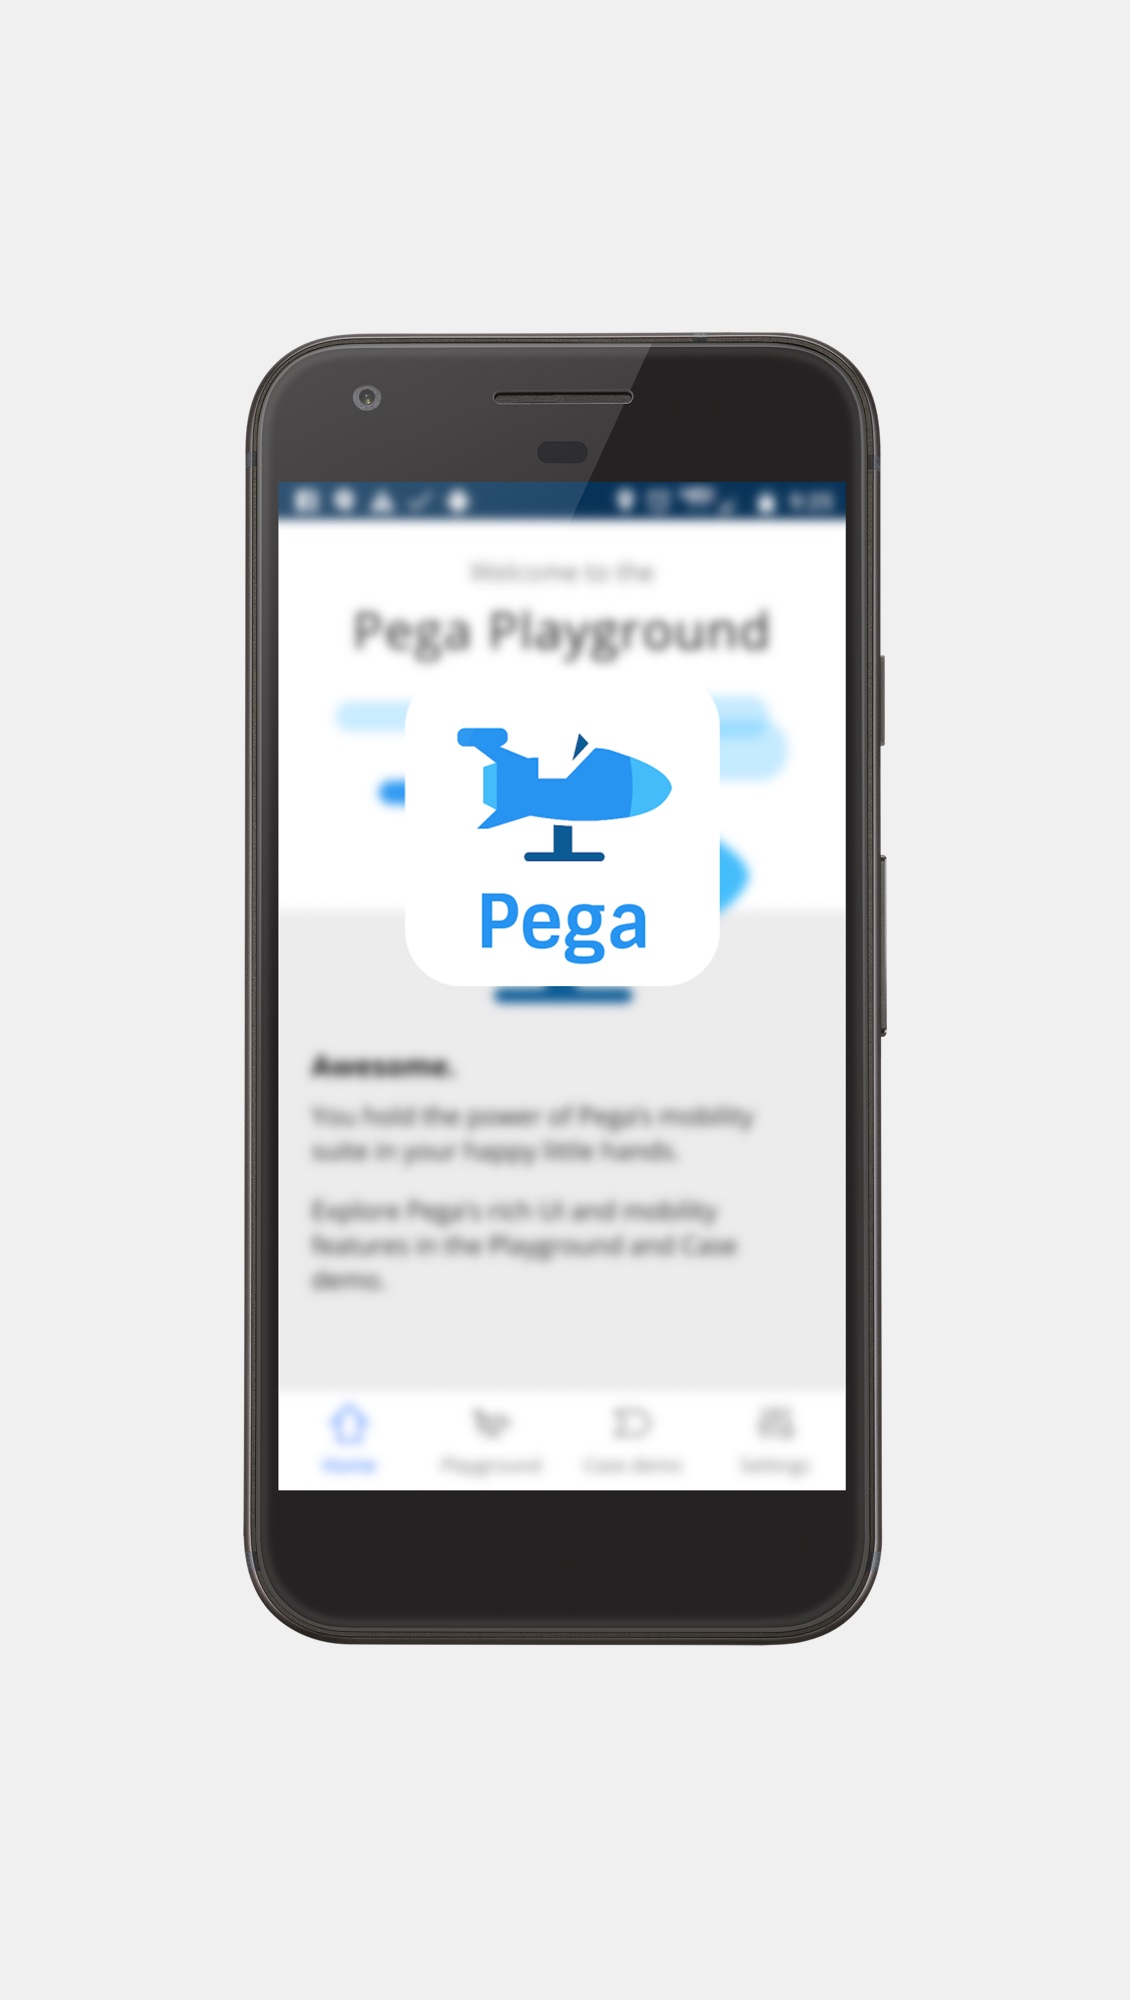 9:35
Welcome to the
Pega Playground
Pega
Awesome.
You hold the power of Pega's mobility
suite in your happy little hands.
Explore Pega's rich UI and mobility
features in the Playground and Case
demo.
Home Playground Case demo Settings